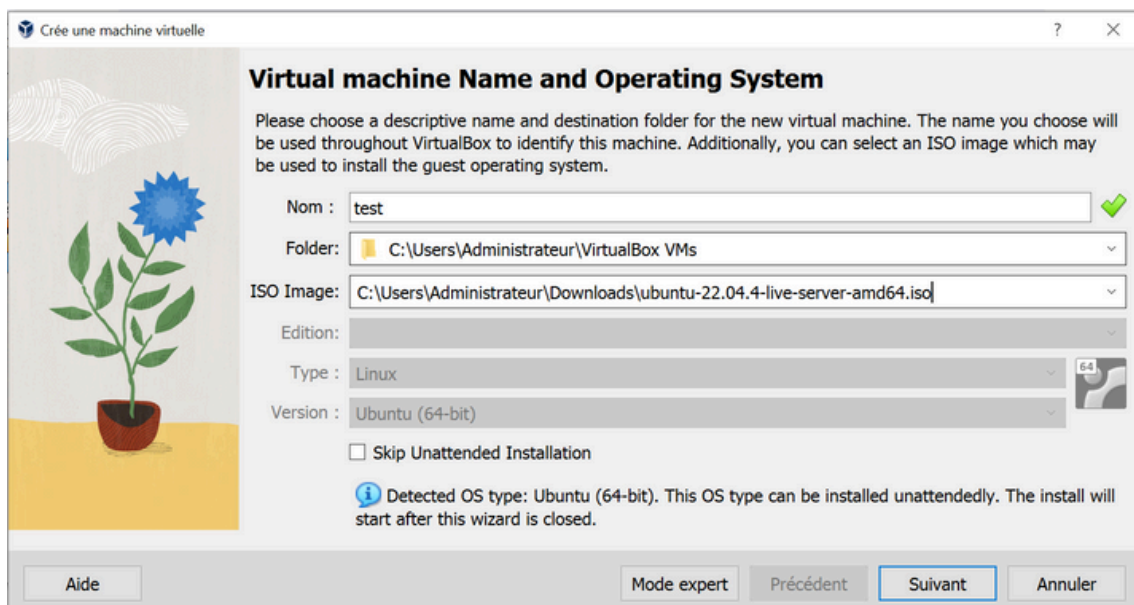 Crée une machine virtuelle
?
Virtual machine Name and Operating System
Please choose a descriptive name and destination folder for the new virtual machine. The name you choose will
be used throughout VirtualBox to identify this machine. Additionally, you can select an ISO image which may
be used to install the guest operating system.
Nom : test
Folder: C:\Users\Administrateur\VirtualBox VMs
ISO Image: C:\Users\Administrateur\Downloads\ubuntu-22.04.4-live-server-amd64.iso
Edition:
Type : Linux
64
Version : Ubuntu (64-bit)
Skip Unattended Installation
Detected OS type: Ubuntu (64-bit). This OS type can be installed unattendedly. The install will
start after this wizard is closed.
Aide Mode expert Précédent Suivant Annuler